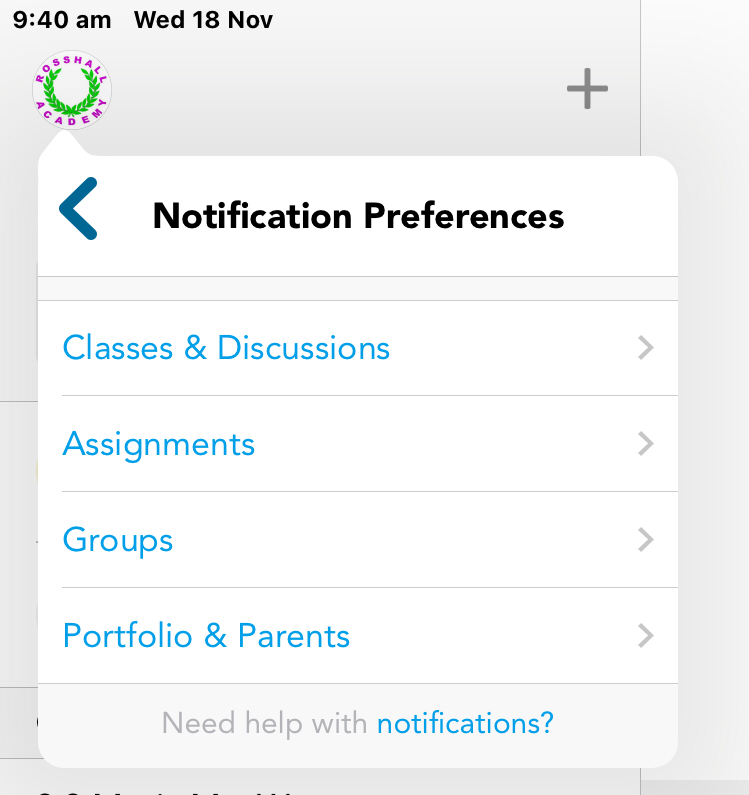 9:40 am Wed 18 Nov
ROSSHALL
ACADEMY
Notification Preferences
Classes & Discussions
Assignments
Groups
Portfolio & Parents
Need help with notifications?